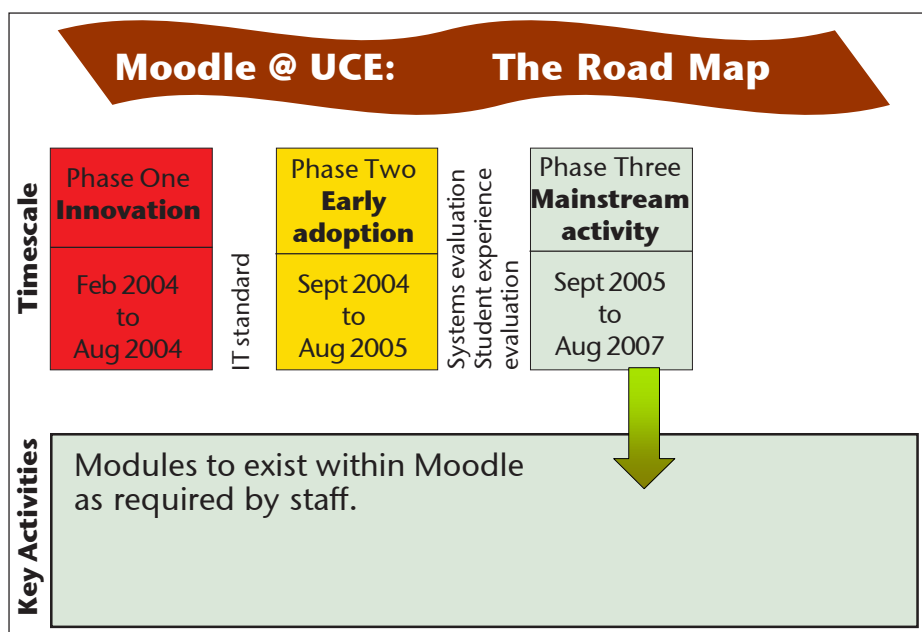 Moodle @ UCE: The Road Map
Timescale
Phase One
Innovation
Feb 2004
to
Aug 2004
IT standard
Phase Two
Early
adoption
Sept 2004
to
Aug 2005
Systems evaluation
Student experience
evaluation
Phase Three
Mainstream
activity
Sept 2005
to
Aug 2007
Key Activities
Modules to exist within Moodle
as required by staff.